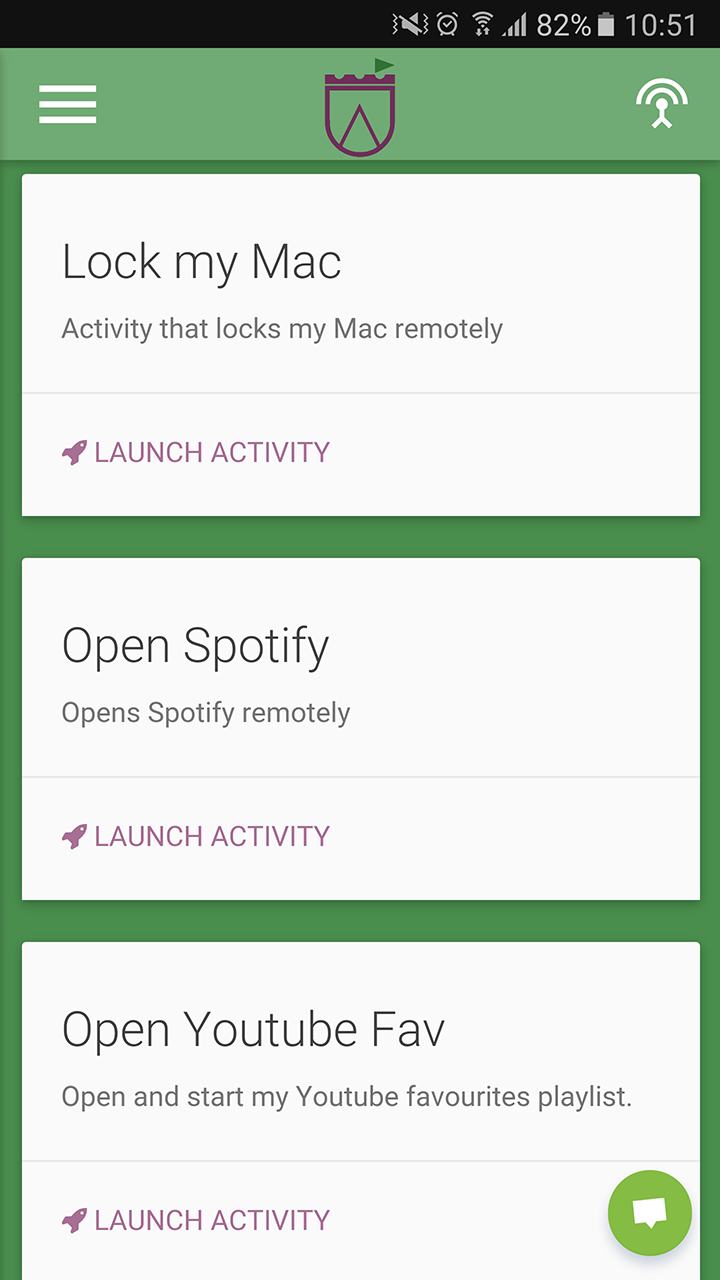 82% 10:51
Lock my Mac
Activity that locks my Mac remotely
LAUNCH ACTIVITY
Open Spotify
Opens Spotify remotely
LAUNCH ACTIVITY
Open Youtube Fav
Open and start my Youtube favourites playlist.
LAUNCH ACTIVITY